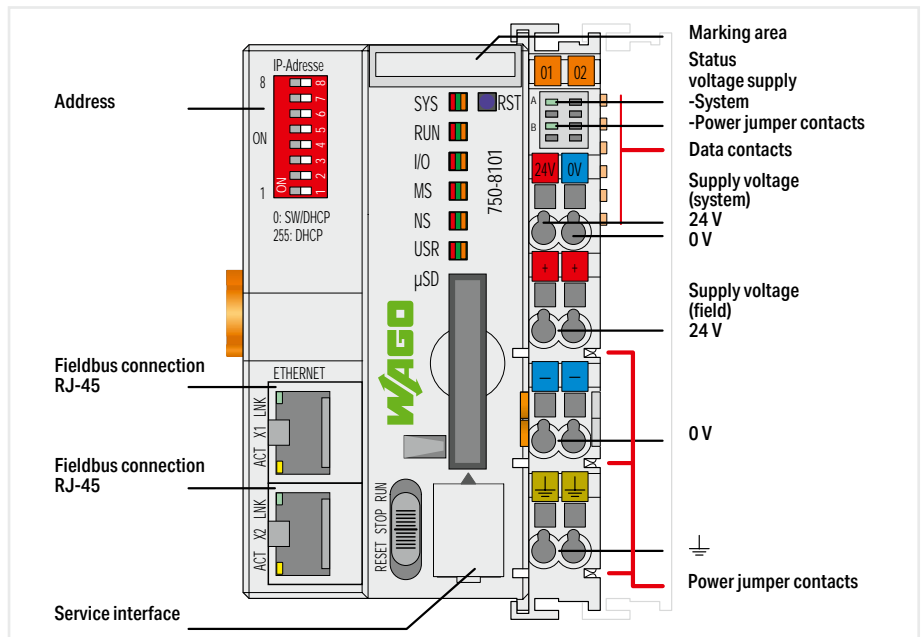 Address
Fieldbus connection
RJ-45
Fieldbus connection
RJ-45
Service interface
IP-Adresse
8
ON
1
8
7
6
5
4
3
2
1
ON
0: SW/DHCP
255: DHCP
ETHERNET
ACT X1 LNK
ACT X2 LNK
SYS
RST
RUN
I/O
MS
NS
USR
µSD
750-8101
WAGO
RESET STOP RUN
01 02
A
B
24V 0V
+ +
— —
Marking area
Status
voltage supply
-System
-Power jumper contacts
Data contacts
Supply voltage
(system)
24 V
0 V
Supply voltage
(field)
24 V
0 V
Power jumper contacts